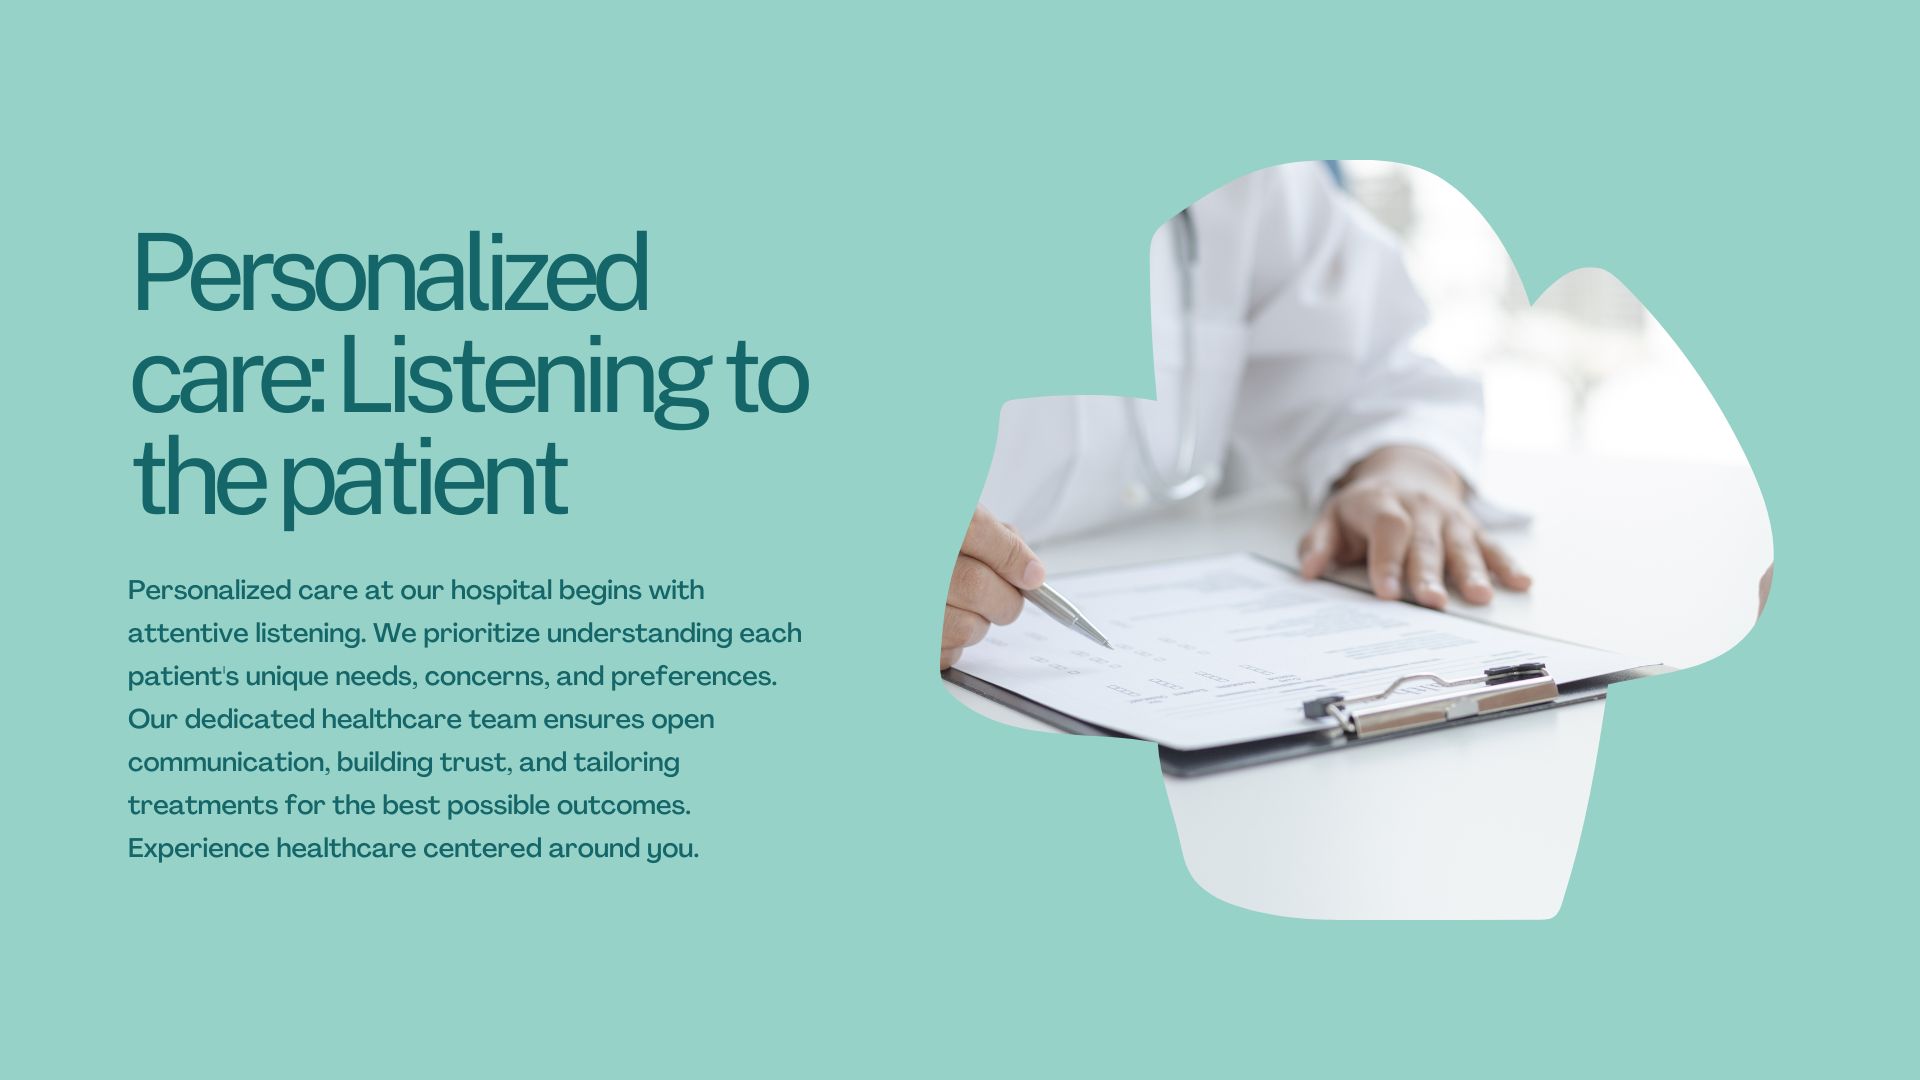 Personalized
care: Listening to
the patient
Personalized care at our hospital begins with
attentive listening. We prioritize understanding each
patient's unique needs, concerns, and preferences.
Our dedicated healthcare team ensures open
communication, building trust, and tailoring
treatments for the best possible outcomes.
Experience healthcare centered around you.